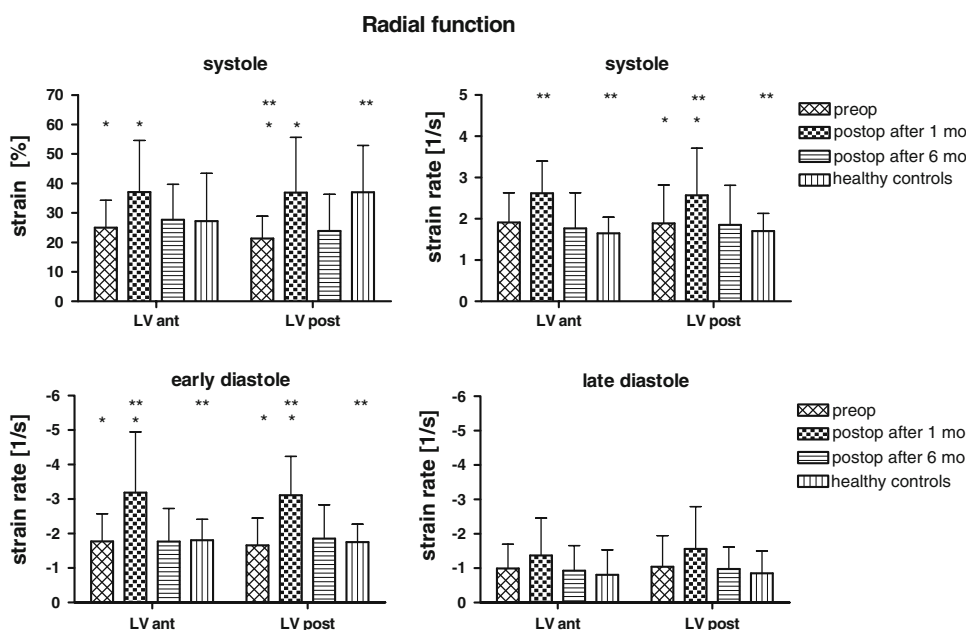 Radial function
systole
strain [%]
70
60
50
40
30
20
10
0
** **
* * * *
LV ant LV post
systole
strain rate [1/s]
5
4
3
2
1
0
** ** ** **
* *
LV ant LV post
preop
postop after 1 mo
postop after 6 mo
healthy controls
early diastole
strain rate [1/s]
-6
-5
-4
-3
-2
-1
0
** ** ** **
* * * *
LV ant LV post
late diastole
strain rate [1/s]
-6
-5
-4
-3
-2
-1
0
LV ant LV post
preop
postop after 1 mo
postop after 6 mo
healthy controls